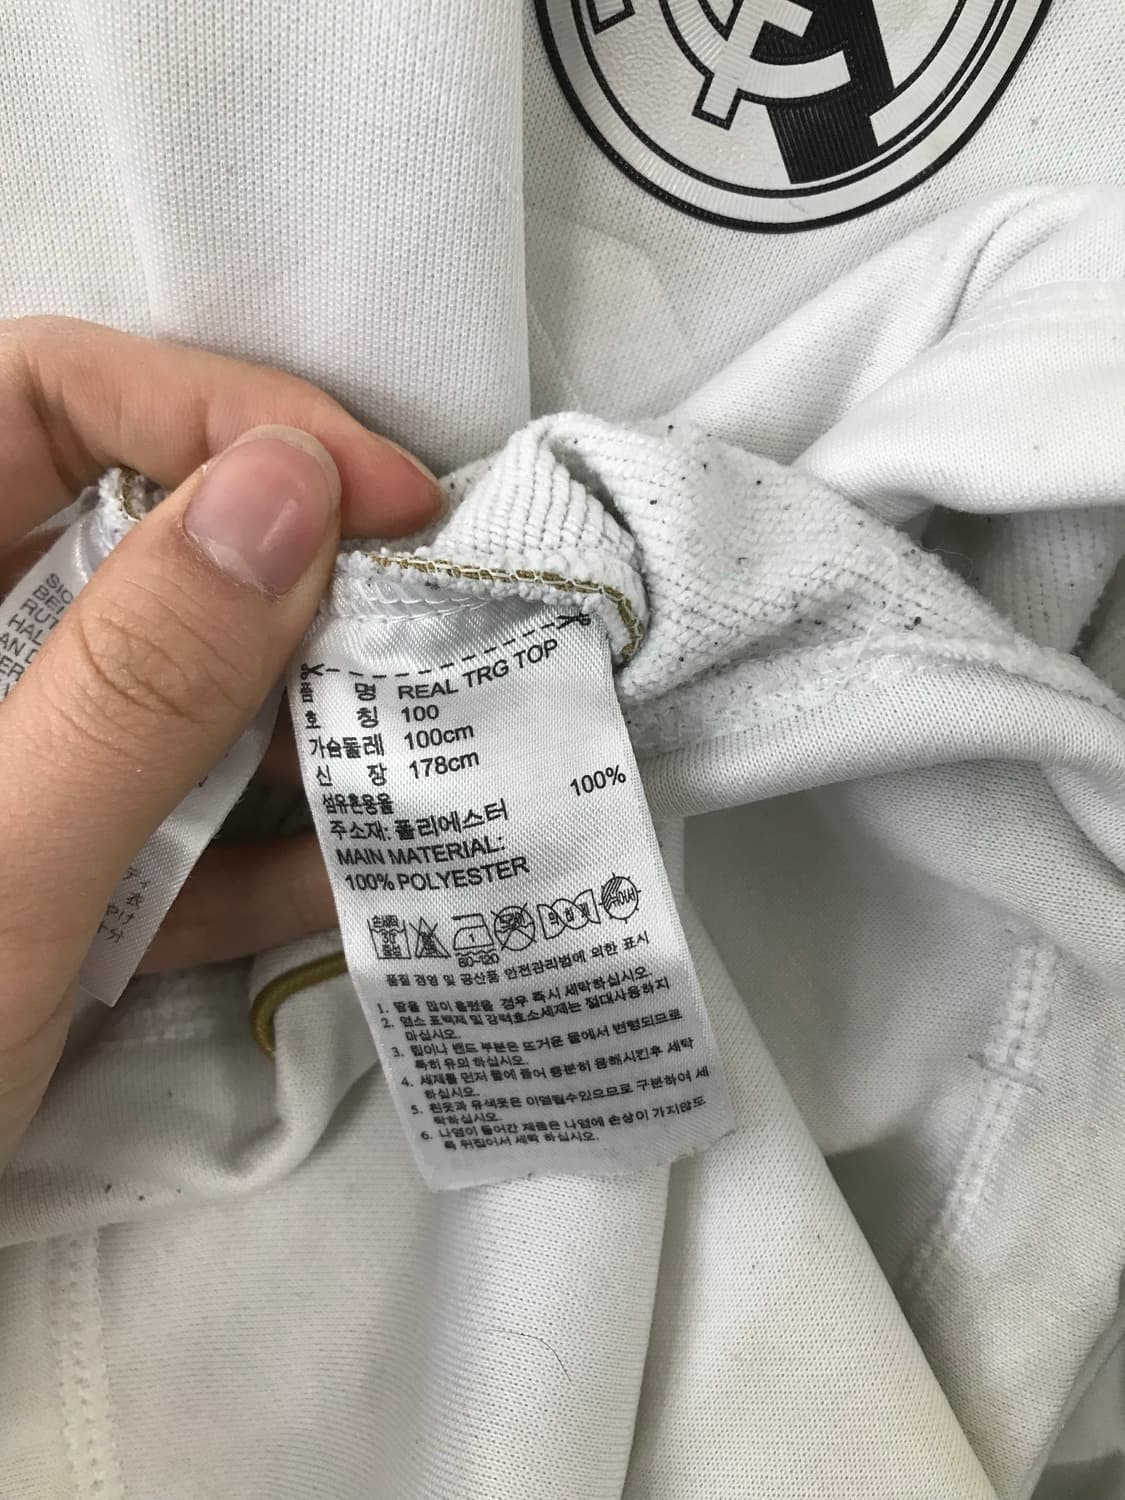 품 명 REAL TRG TOP
호 칭 100
가슴둘레 100cm
신 장 178cm
섬유혼용율
주소재: 폴리에스터 100%
MAIN MATERIAL:
100% POLYESTER
80~120
품질 경영 및 공산품 안전관리법에 의한 표시
1. 땀을 많이 흘렸을 경우 즉시 세탁하십시오.
2. 염소 표백제 및 강력효소세제는 절대사용하지
마십시오.
3. 립이나 밴드 부분은 뜨거운 물에서 변형되므로
특히 유의 하십시오.
4. 세제를 먼저 물에 풀어 충분히 용해시킨후 세탁
하십시오.
5. 흰옷과 유색옷은 이염될수있으므로 구분하여 세
탁하십시오.
6. 나염이 들어간 제품은 나염에 손상이 가지않도
록 뒤집어서 세탁 하십시오.